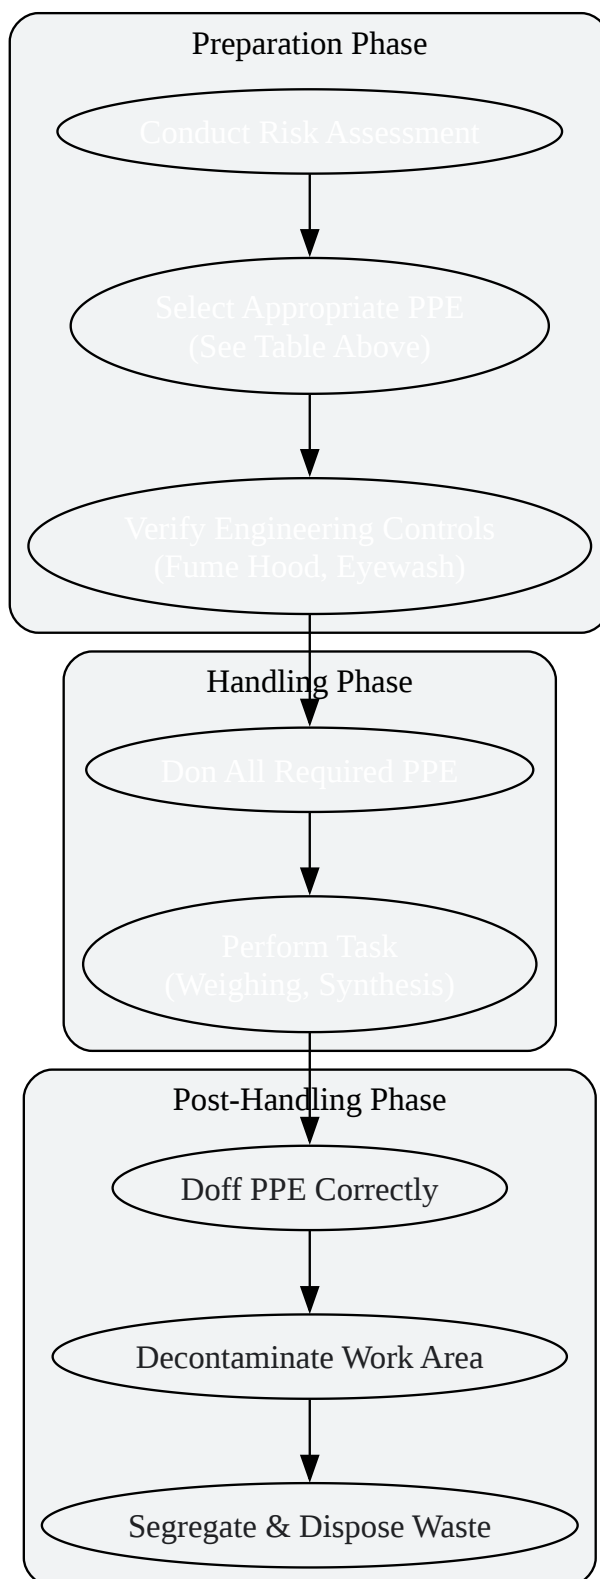 Preparation Phase
Conduct Risk Assessment
Select Appropriate PPE
(See Table Above)
Verify Engineering Controls
(Fume Hood, Eyewash)
Handling Phase
Don All Required PPE
Perform Task
(Weighing, Synthesis)
Post-Handling Phase
Doff PPE Correctly
Decontaminate Work Area
Segregate & Dispose Waste